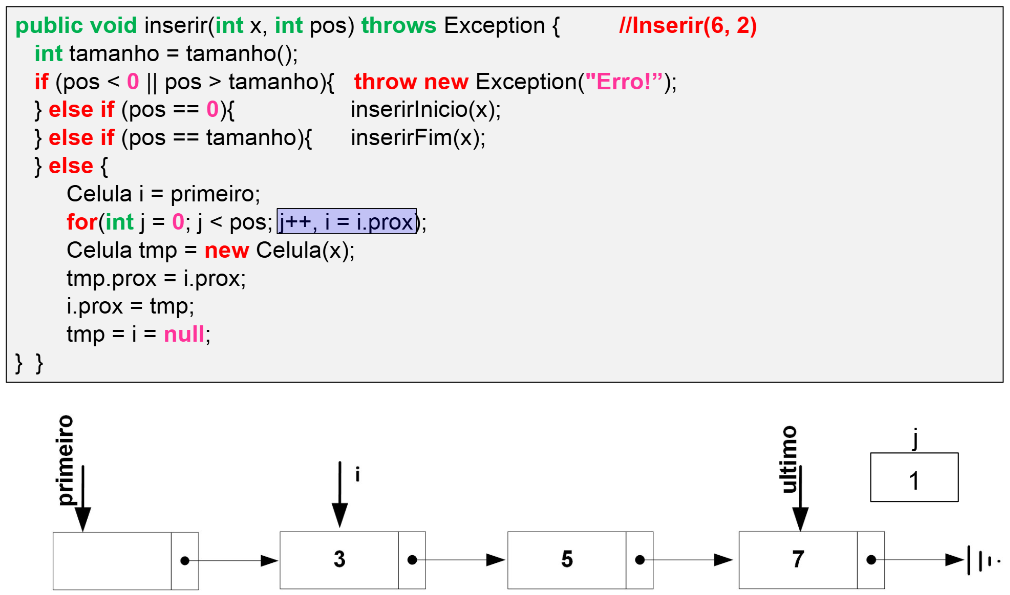 public void inserir(int x, int pos) throws Exception { //Inserir(6, 2)
int tamanho = tamanho();
if (pos < 0 || pos > tamanho){ throw new Exception("Erro!”);
} else if (pos == 0){ inserirInicio(x);
} else if (pos == tamanho){ inserirFim(x);
} else {
Celula i = primeiro;
for(int j = 0; j < pos; j++, i = i.prox);
Celula tmp = new Celula(x);
tmp.prox = i.prox;
i.prox = tmp;
tmp = i = null;
} }
primeiro
i
ultimo
j
1
3
5
7